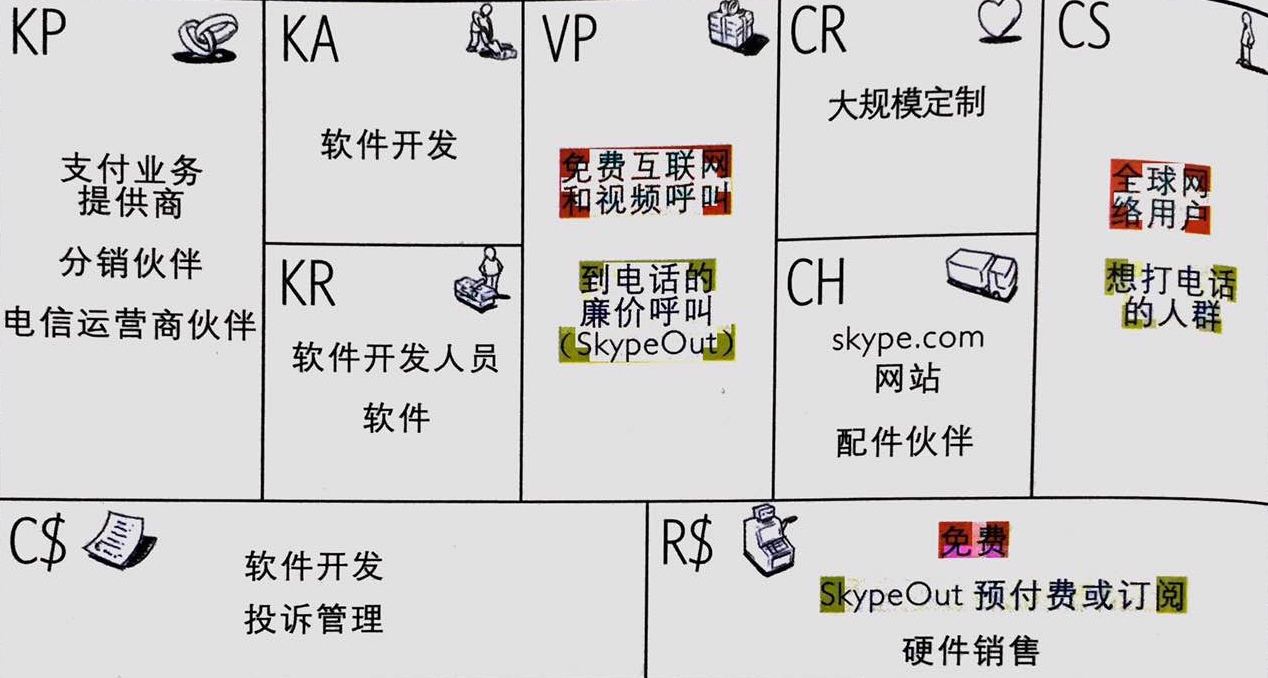 KP
支付业务
提供商
分销伙伴
电信运营商伙伴
KA
软件开发
KR
软件开发人员
软件
VP
免费互联网
和视频呼叫
到电话的
廉价呼叫
(SkypeOut)
CR
大规模定制
CH
skype.com
网站
配件伙伴
CS
全球网
络用户
想打电话
的人群
C$
软件开发
投诉管理
R$
免费
SkypeOut 预付费或订阅
硬件销售